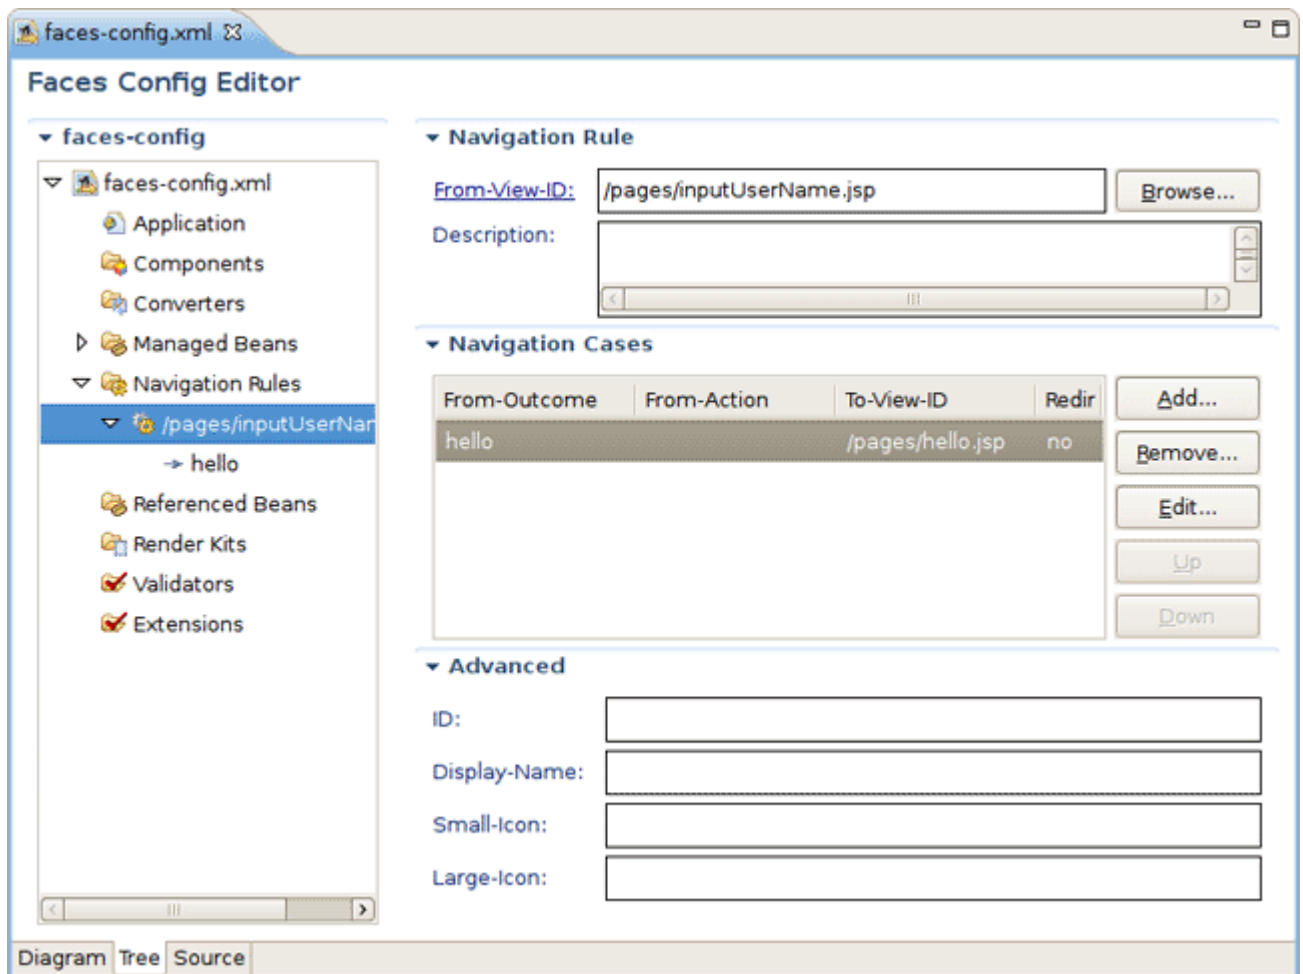 faces-config.xml
Faces Config Editor
faces-config
faces-config.xml
Application
Components
Converters
Managed Beans
Navigation Rules
/pages/inputUserNar
hello
Referenced Beans
Render Kits
Validators
Extensions
Navigation Rule
From-View-ID: /pages/inputUserName.jsp Browse...
Description:
Navigation Cases
From-Outcome From-Action To-View-ID Redir
hello /pages/hello.jsp no
Add...
Remove...
Edit...
Up
Down
Advanced
ID:
Display-Name:
Small-Icon:
Large-Icon:
Diagram Tree Source